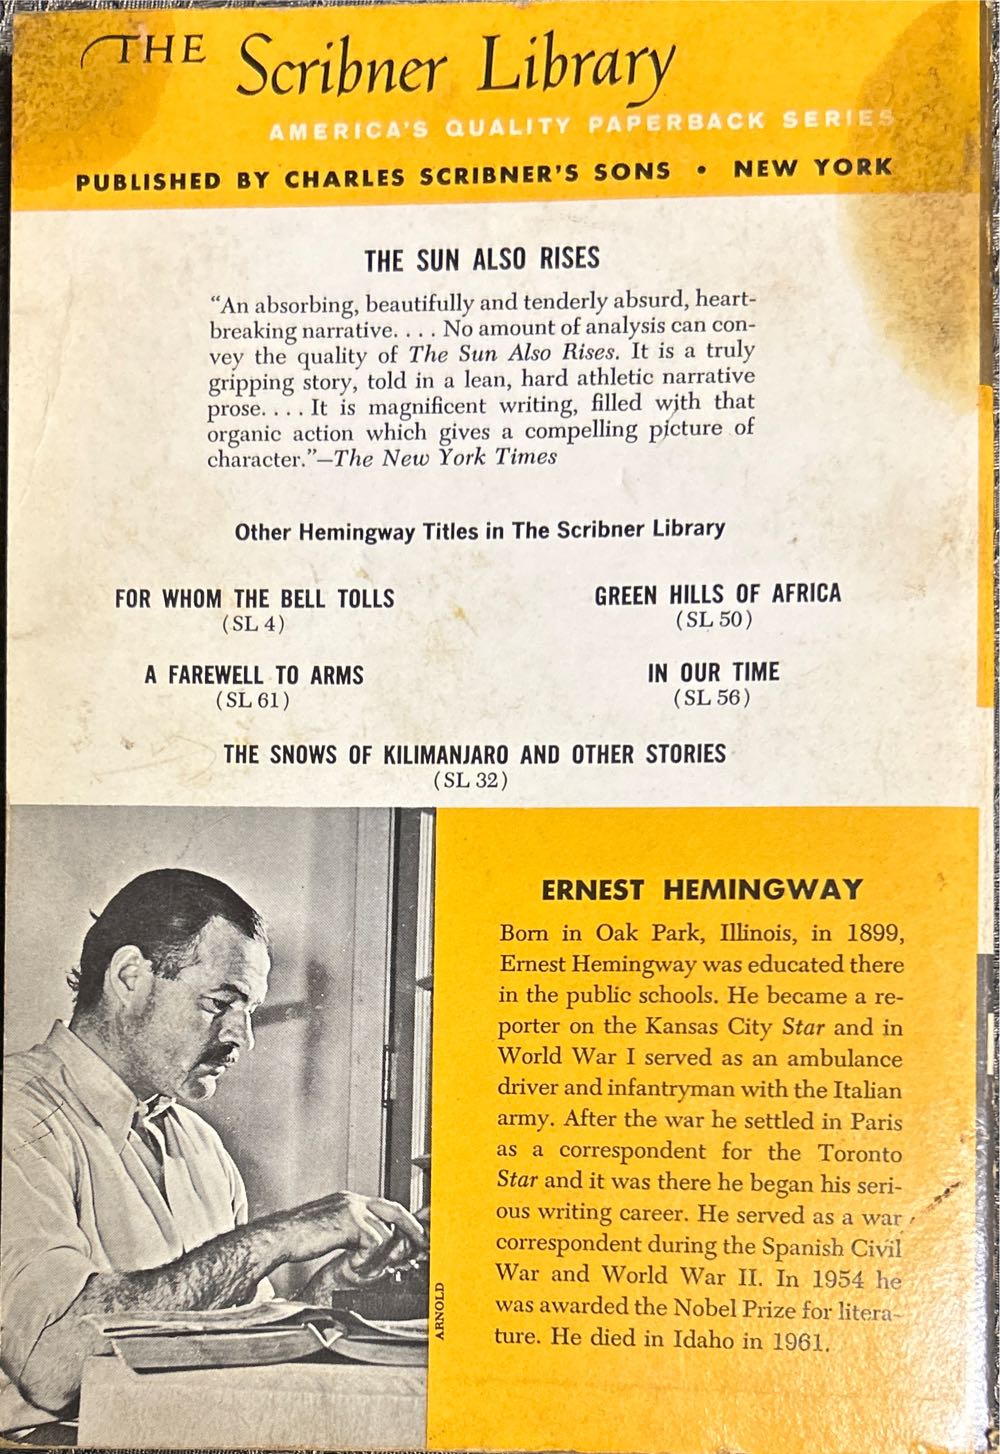 THE Scribner Library
AMERICA'S QUALITY PAPERBACK SERIES
PUBLISHED BY CHARLES SCRIBNER'S SONS • NEW YORK
THE SUN ALSO RISES
“An absorbing, beautifully and tenderly absurd, heart-
breaking narrative. . . . No amount of analysis can con-
vey the quality of The Sun Also Rises. It is a truly
gripping story, told in a lean, hard athletic narrative
prose. . . . It is magnificent writing, filled with that
organic action which gives a compelling picture of
character.”—The New York Times
Other Hemingway Titles in The Scribner Library
FOR WHOM THE BELL TOLLS
(SL 4)
GREEN HILLS OF AFRICA
(SL 50)
A FAREWELL TO ARMS
(SL 61)
IN OUR TIME
(SL 56)
THE SNOWS OF KILIMANJARO AND OTHER STORIES
(SL 32)
ERNEST HEMINGWAY
Born in Oak Park, Illinois, in 1899,
Ernest Hemingway was educated there
in the public schools. He became a re-
porter on the Kansas City Star and in
World War I served as an ambulance
driver and infantryman with the Italian
army. After the war he settled in Paris
as a correspondent for the Toronto
Star and it was there he began his seri-
ous writing career. He served as a war
correspondent during the Spanish Civil
War and World War II. In 1954 he
was awarded the Nobel Prize for litera-
ture. He died in Idaho in 1961.
ARNOLD